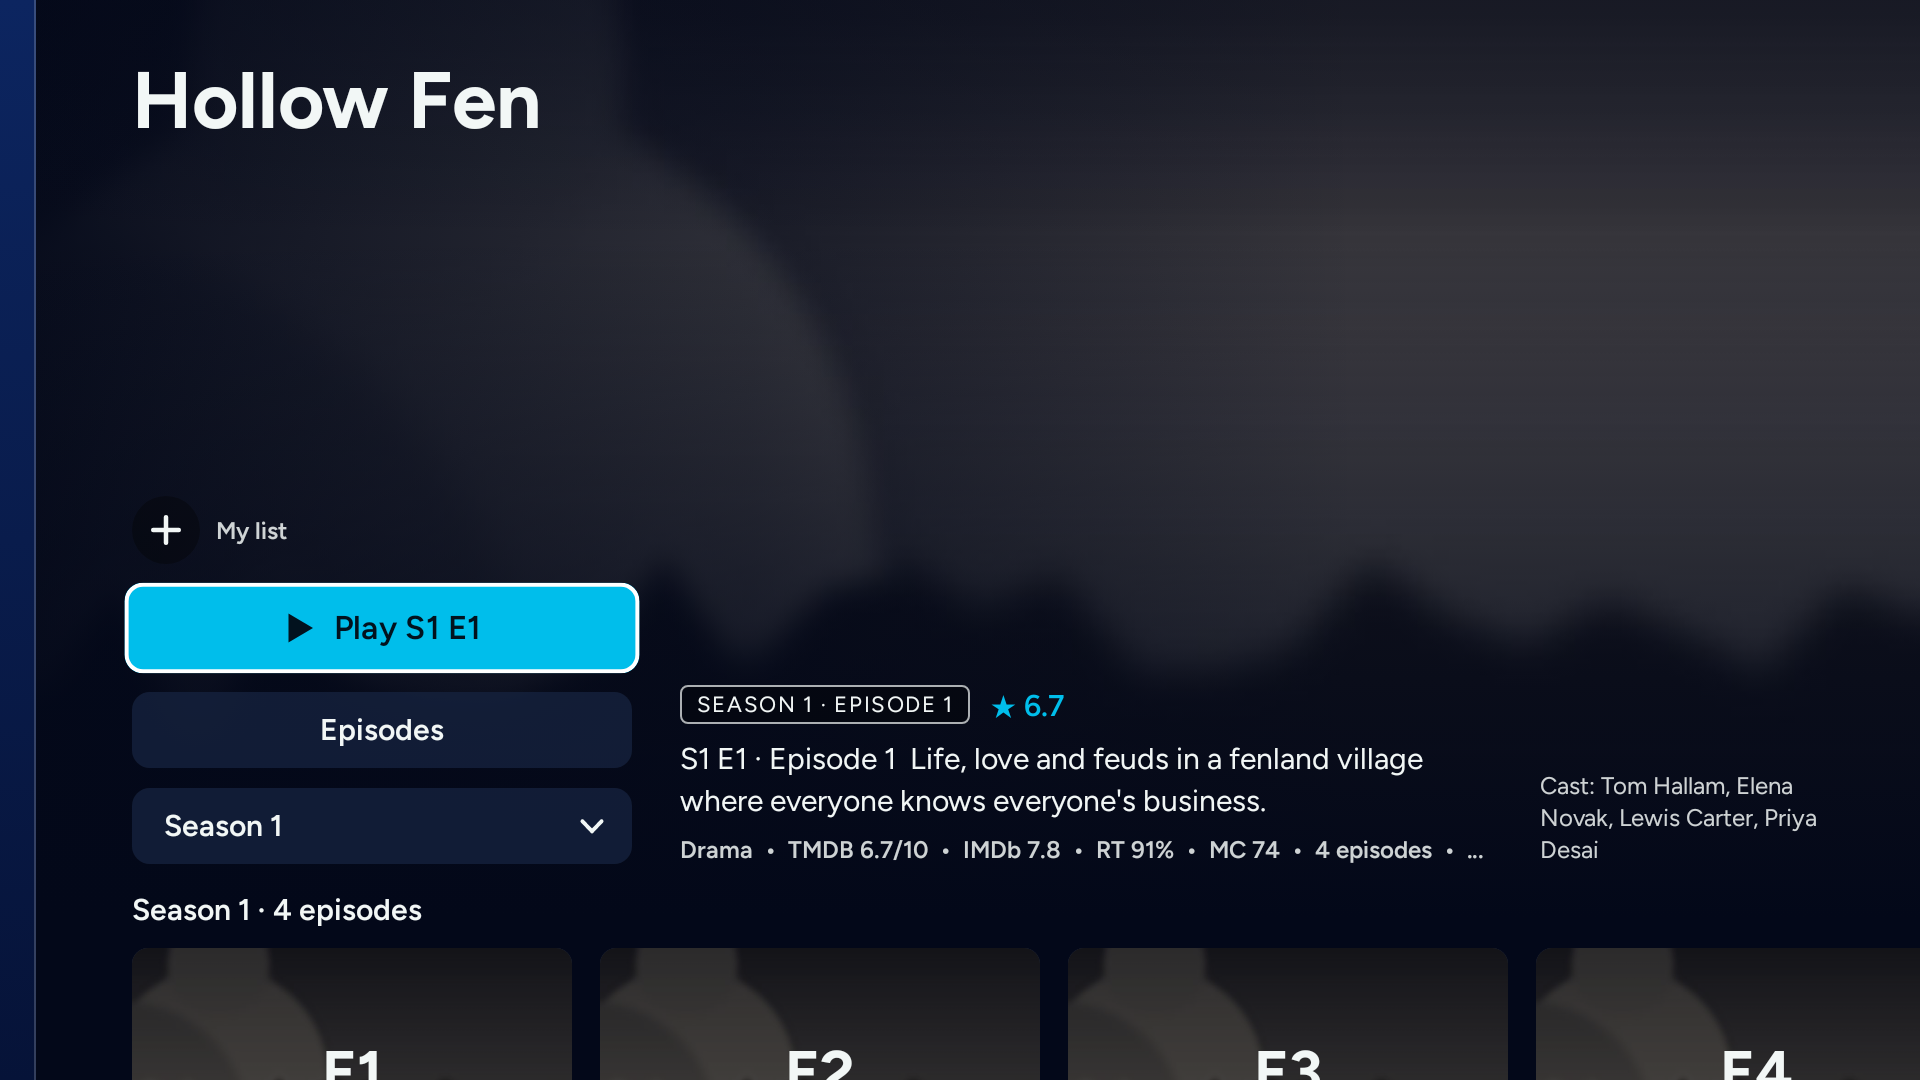 Hollow Fen
My list
Play S1 E1
Episodes
Season 1
SEASON 1 · EPISODE 1 ★ 6.7
S1 E1 · Episode 1 Life, love and feuds in a fenland village
where everyone knows everyone's business.
Drama • TMDB 6.7/10 • IMDb 7.8 • RT 91% • MC 74 • 4 episodes • ...
Cast: Tom Hallam, Elena
Novak, Lewis Carter, Priya
Desai
Season 1 · 4 episodes
E1
E2
E3
E4